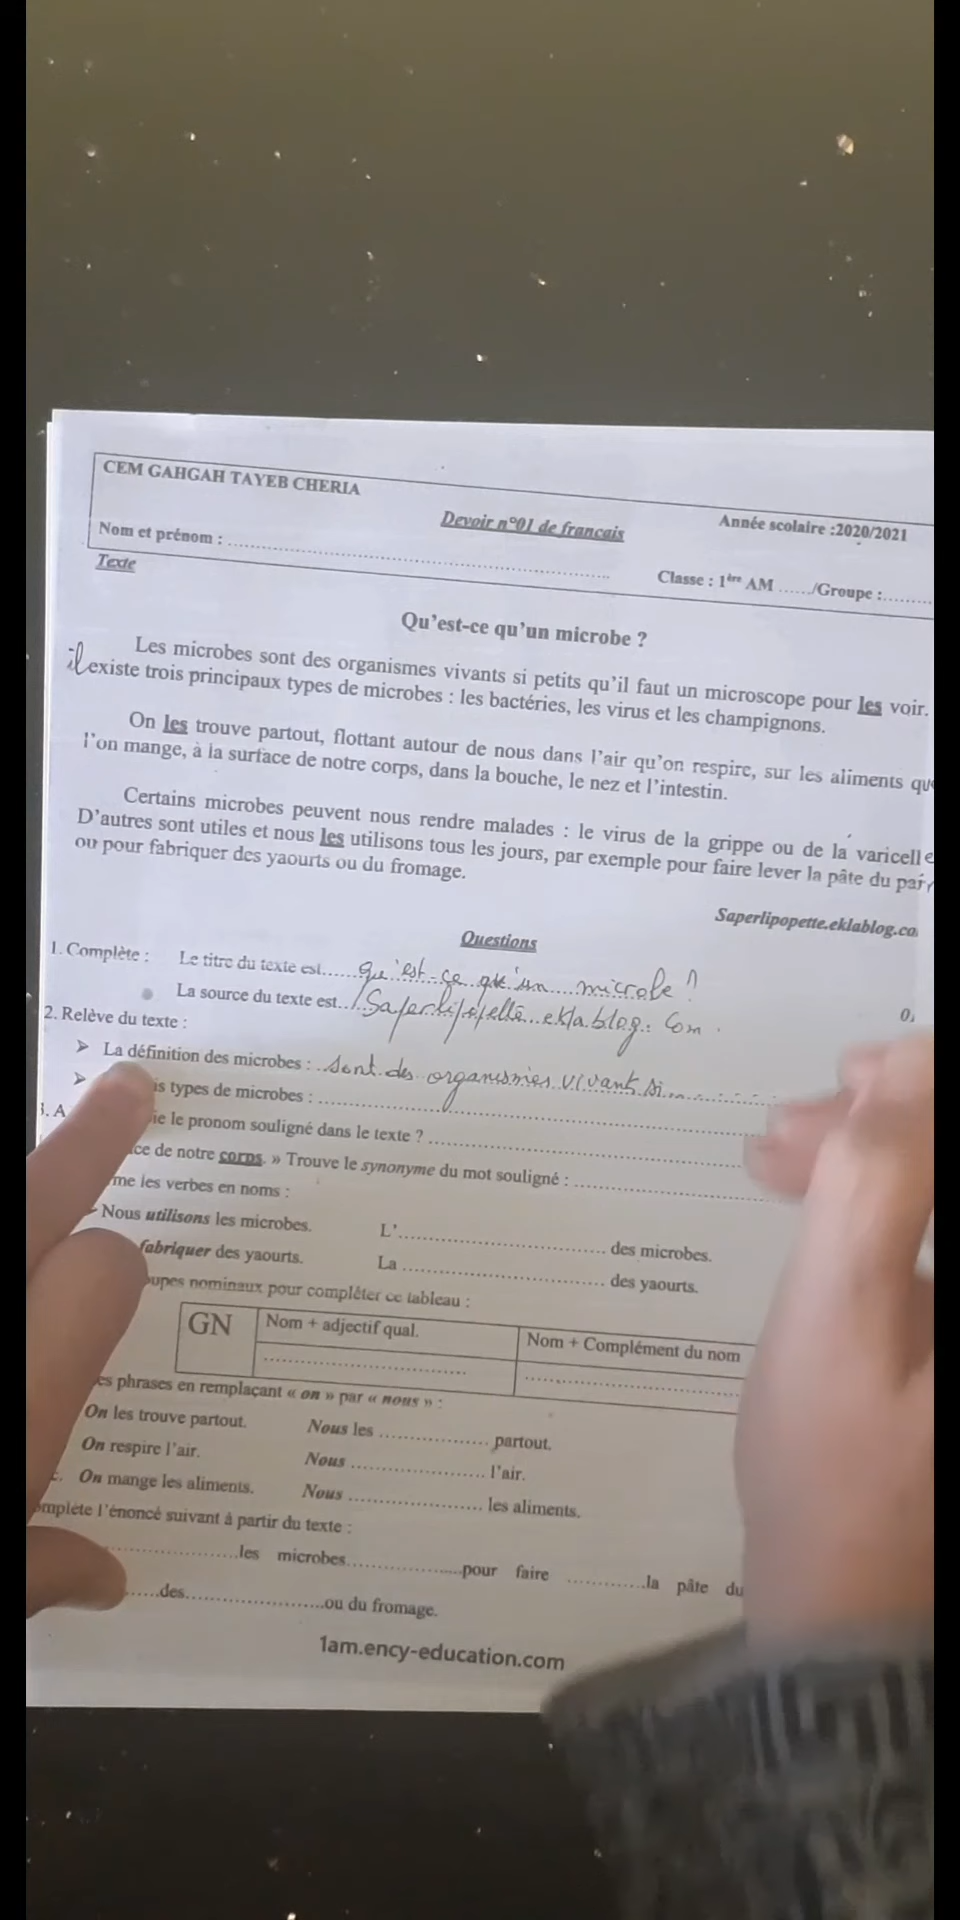 CEM GAHGAH TAYEB CHERIA
Devoir n°01 de français
Année scolaire :2020/2021
Nom et prénom :
Classe : 1ère AM ....../Groupe :.........
Texte
Qu'est-ce qu'un microbe ?
Les microbes sont des organismes vivants si petits qu'il faut un microscope pour les voir.
il existe trois principaux types de microbes : les bactéries, les virus et les champignons.
On les trouve partout, flottant autour de nous dans l'air qu'on respire, sur les aliments que
l'on mange, à la surface de notre corps, dans la bouche, le nez et l'intestin.
Certains microbes peuvent nous rendre malades : le virus de la grippe ou de la varicelle
D'autres sont utiles et nous les utilisons tous les jours, par exemple pour faire lever la pâte du
ou pour fabriquer des yaourts ou du fromage.
Saperlipopette.eklablog.co
Questions
1. Complète : Le titre du texte est..... qu'est-ce qu'un microbe ?
La source du texte est... Saperlipopette.eklablog.com.
2. Relève du texte :
➤ La définition des microbes : sont des organismes vivants si
➤ is types de microbes :
3. A ie le pronom souligné dans le texte ?
ce de notre corps. » Trouve le synonyme du mot souligné :
me les verbes en noms :
Nous utilisons les microbes. L'.............. des microbes.
fabriquer des yaourts. La .............. des yaourts.
oupes nominaux pour compléter ce tableau :
GN Nom + adjectif qual. Nom + Complément du nom
es phrases en remplaçant « on » par « nous » :
On les trouve partout. Nous les .............. partout.
On respire l'air. Nous .............. l'air.
c. On mange les aliments. Nous .............. les aliments.
omplète l'énoncé suivant à partir du texte :
..............les microbes..............pour faire ............la pâte du
......des..............ou du fromage.
1am.ency-education.com